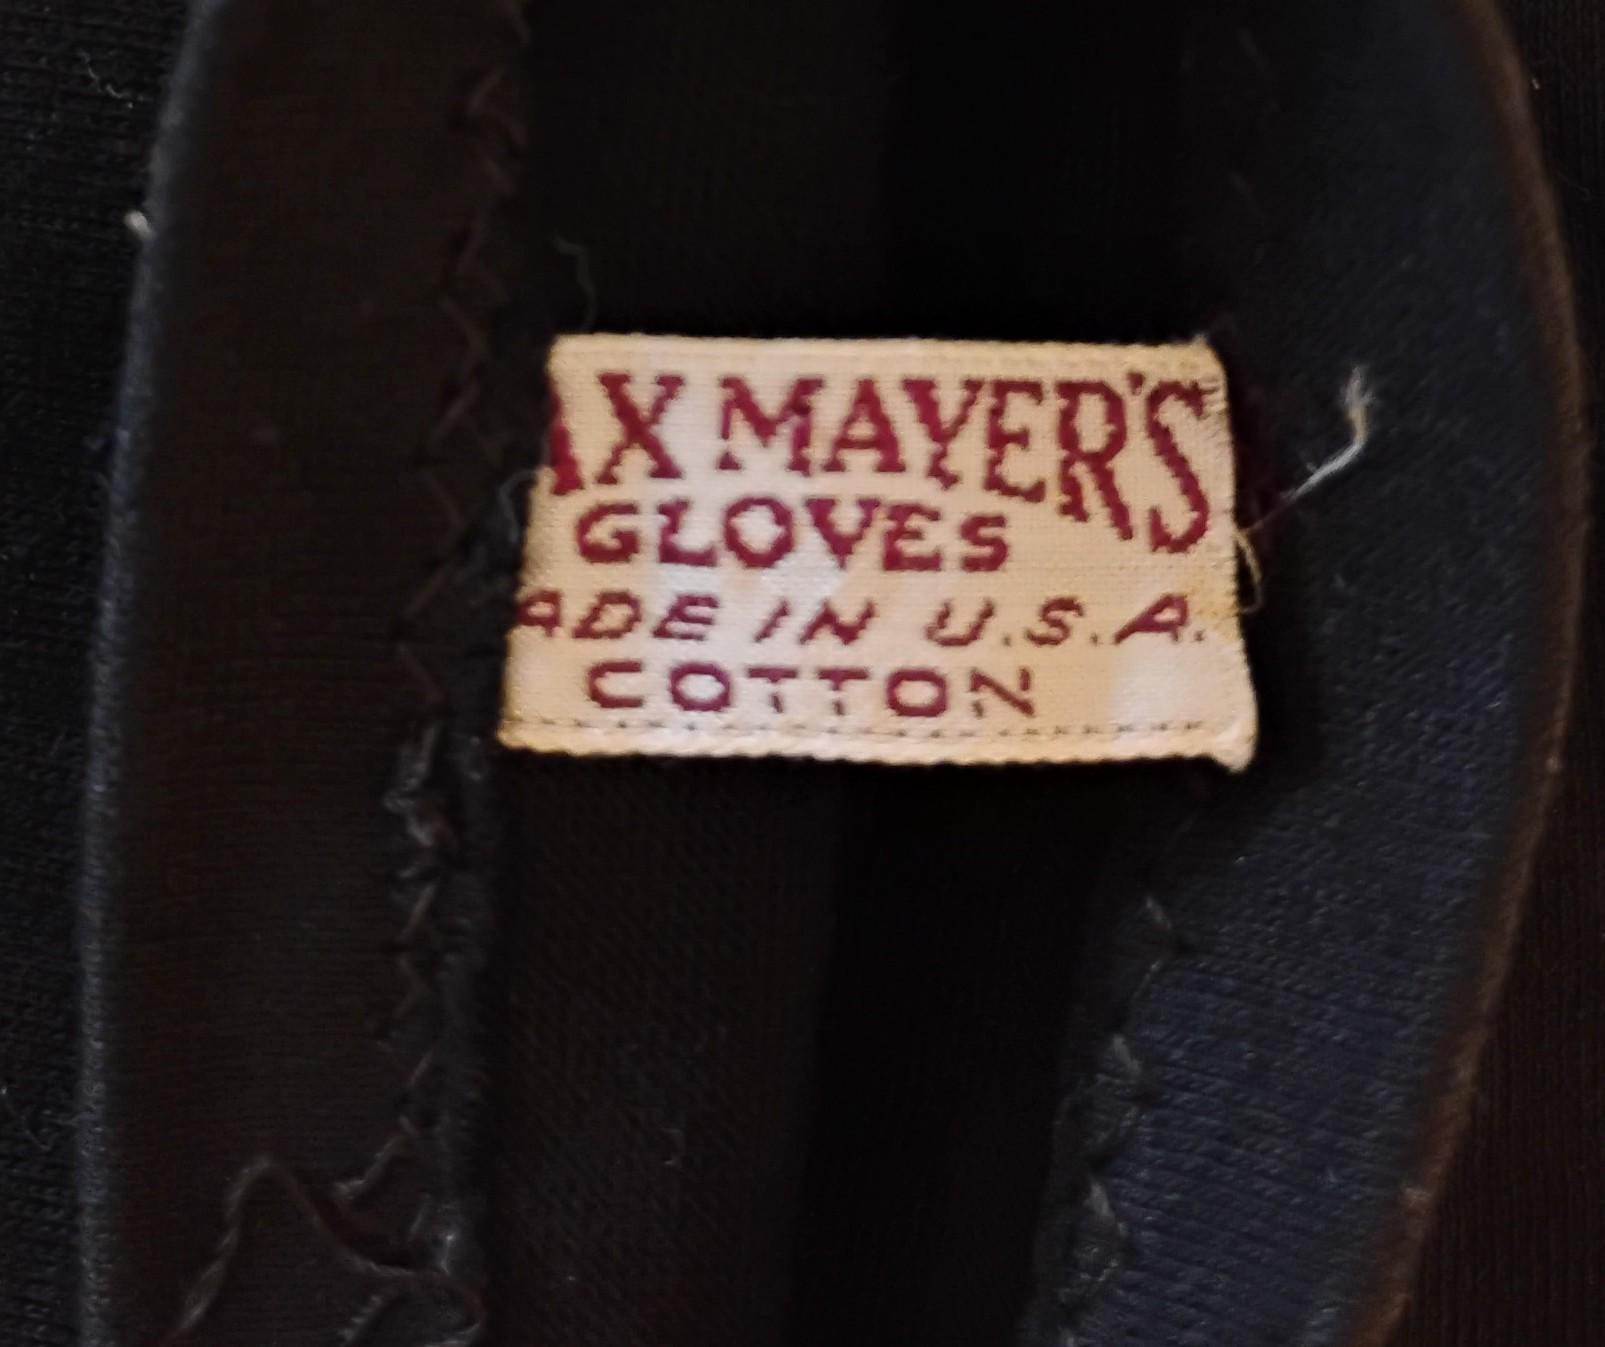 AX MAYER'S
GLOVES
ADE IN U.S.A.
COTTON